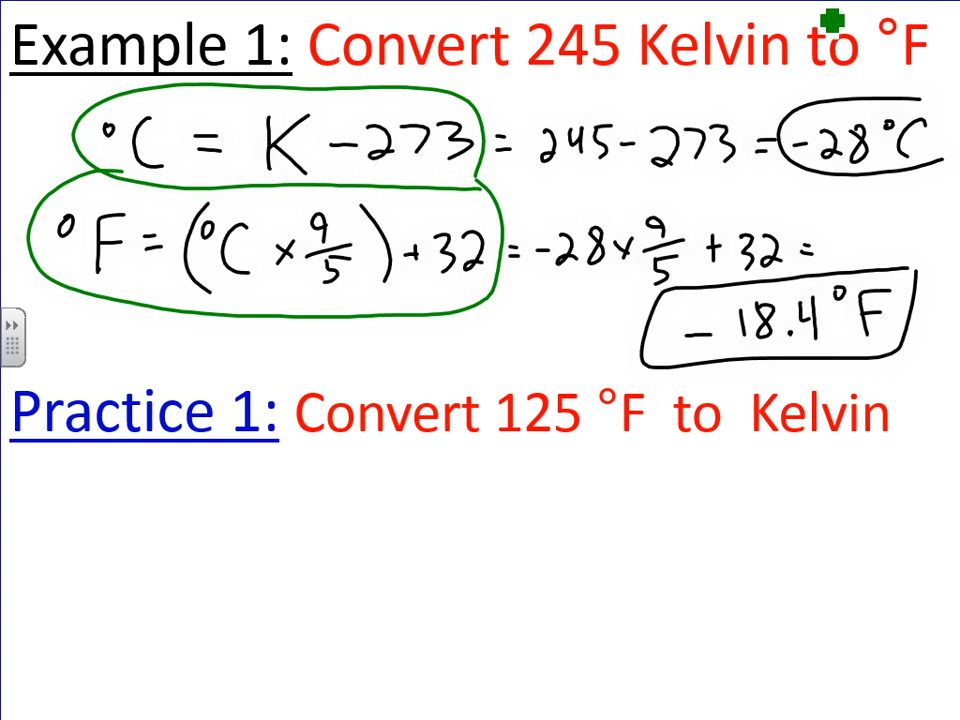 Example 1: Convert 245 Kelvin to °F
°C = K - 273 = 245 - 273 = -28°C
°F = (°C × 9/5) + 32 = -28 × 9/5 + 32 =
-18.4°F
Practice 1: Convert 125 °F to Kelvin